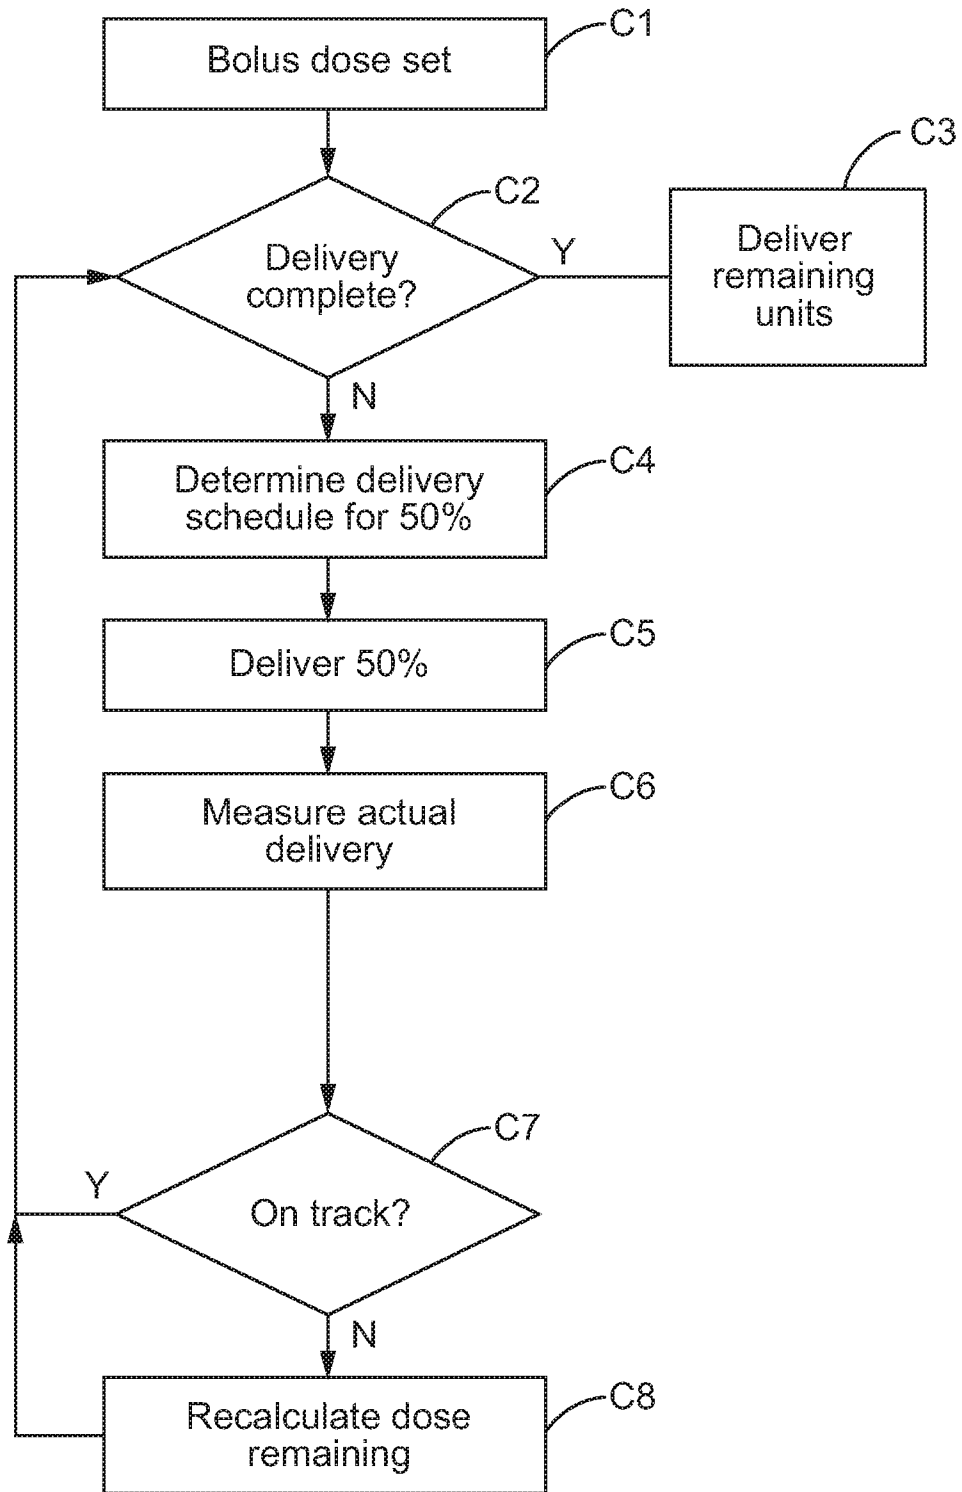 Bolus dose set
C1
Delivery
complete?
C2
Y
Deliver
remaining
units
C3
N
Determine delivery
schedule for 50%
C4
Deliver 50%
C5
Measure actual
delivery
C6
On track?
C7
Y
N
Recalculate dose
remaining
C8